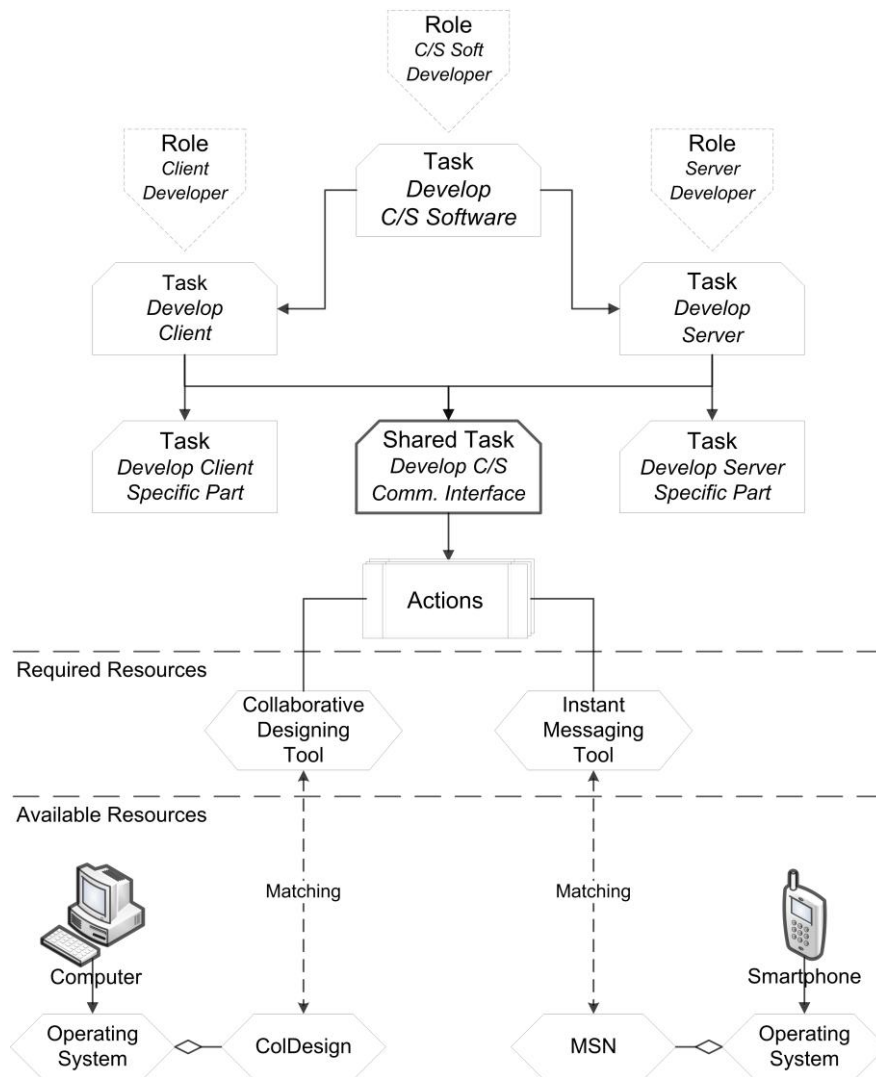 Role
C/S Soft
Developer
Role
Client
Developer
Role
Server
Developer
Task
Develop
C/S Software
Task
Develop
Client
Task
Develop
Server
Task
Develop Client
Specific Part
Shared Task
Develop C/S
Comm. Interface
Task
Develop Server
Specific Part
Actions
Required Resources
Collaborative
Designing
Tool
Instant
Messaging
Tool
Available Resources
Matching
Matching
Computer
Smartphone
Operating
System
ColDesign
MSN
Operating
System